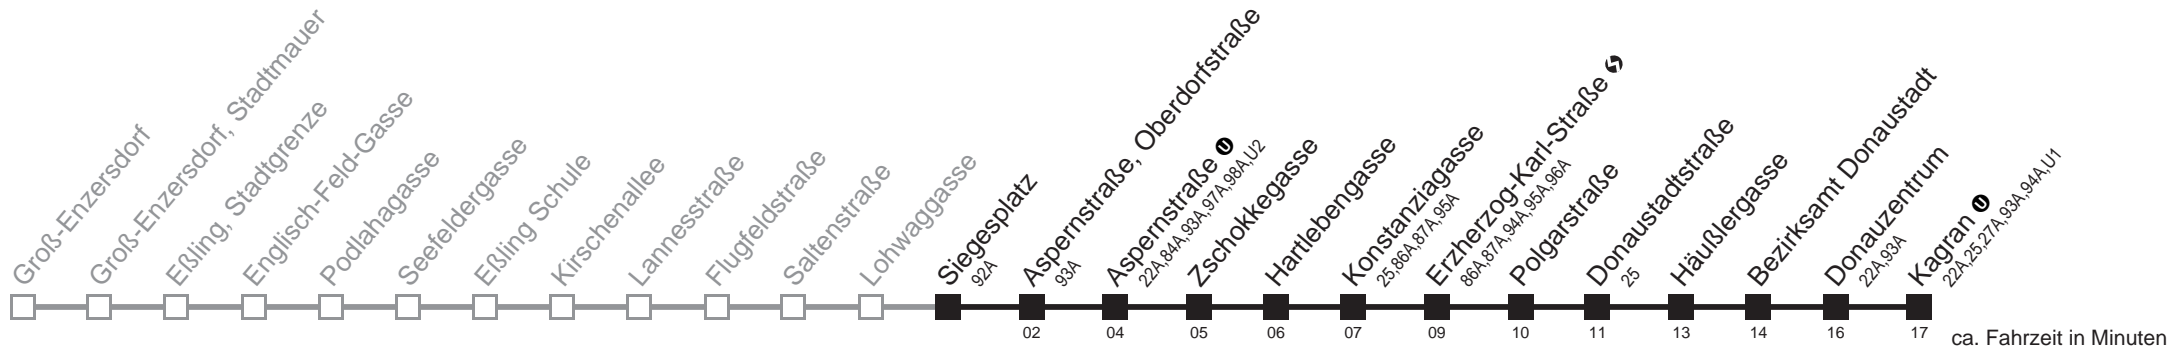 Groß-Enzersdorf
Groß-Enzersdorf, Stadtmauer
Eßling, Stadtgrenze
Englisch-Feld-Gasse
Podlahagasse
Seefeldergasse
Eßling Schule
Kirschenallee
Lannesstraße
Flugfeldstraße
Saltenstraße
Lohwaggasse
Siegesplatz
92A
Aspernstraße, Oberdorfstraße
93A
Aspernstraße U
22A,84A,93A,97A,98A,U2
Zschokkegasse
Hartlebengasse
Konstanziagasse
25,86A,87A,95A
Erzherzog-Karl-Straße
86A,87A,94A,95A,96A
Polgarstraße
Donaustadtstraße
25
Häußlergasse
Bezirksamt Donaustadt
Donauzentrum
22A,93A
Kagran U
22A,25,27A,93A,94A,U1
02 04 05 06 07 09 10 11 13 14 16 17 ca. Fahrzeit in Minuten